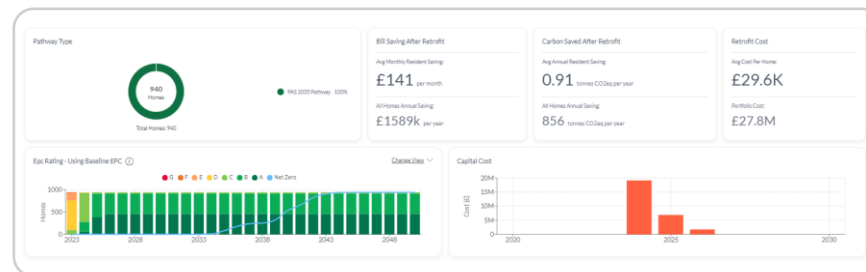 Pathway Type
940
Homes
PAS 2035 Pathway 100%
Total Homes: 940
Bill Saving After Retrofit
Avg Monthly Resident Saving:
£141 per month
All Homes Annual Saving:
£1589k per year
Carbon Saved After Retrofit
Avg Annual Resident Saving:
0.91 tonnes CO2eq per year
All Homes Annual Saving:
856 tonnes CO2eq per year
Retrofit Cost
Avg Cost Per Home:
£29.6K
Portfolio Cost:
£27.8M
Epc Rating - Using Baseline EPC
Change View
G F E D C B A Net Zero
Homes
1000
500
0
2023 2028 2033 2038 2043 2048
Capital Cost
Cost [£]
20M
15M
10M
5M
0
2020 2025 2030